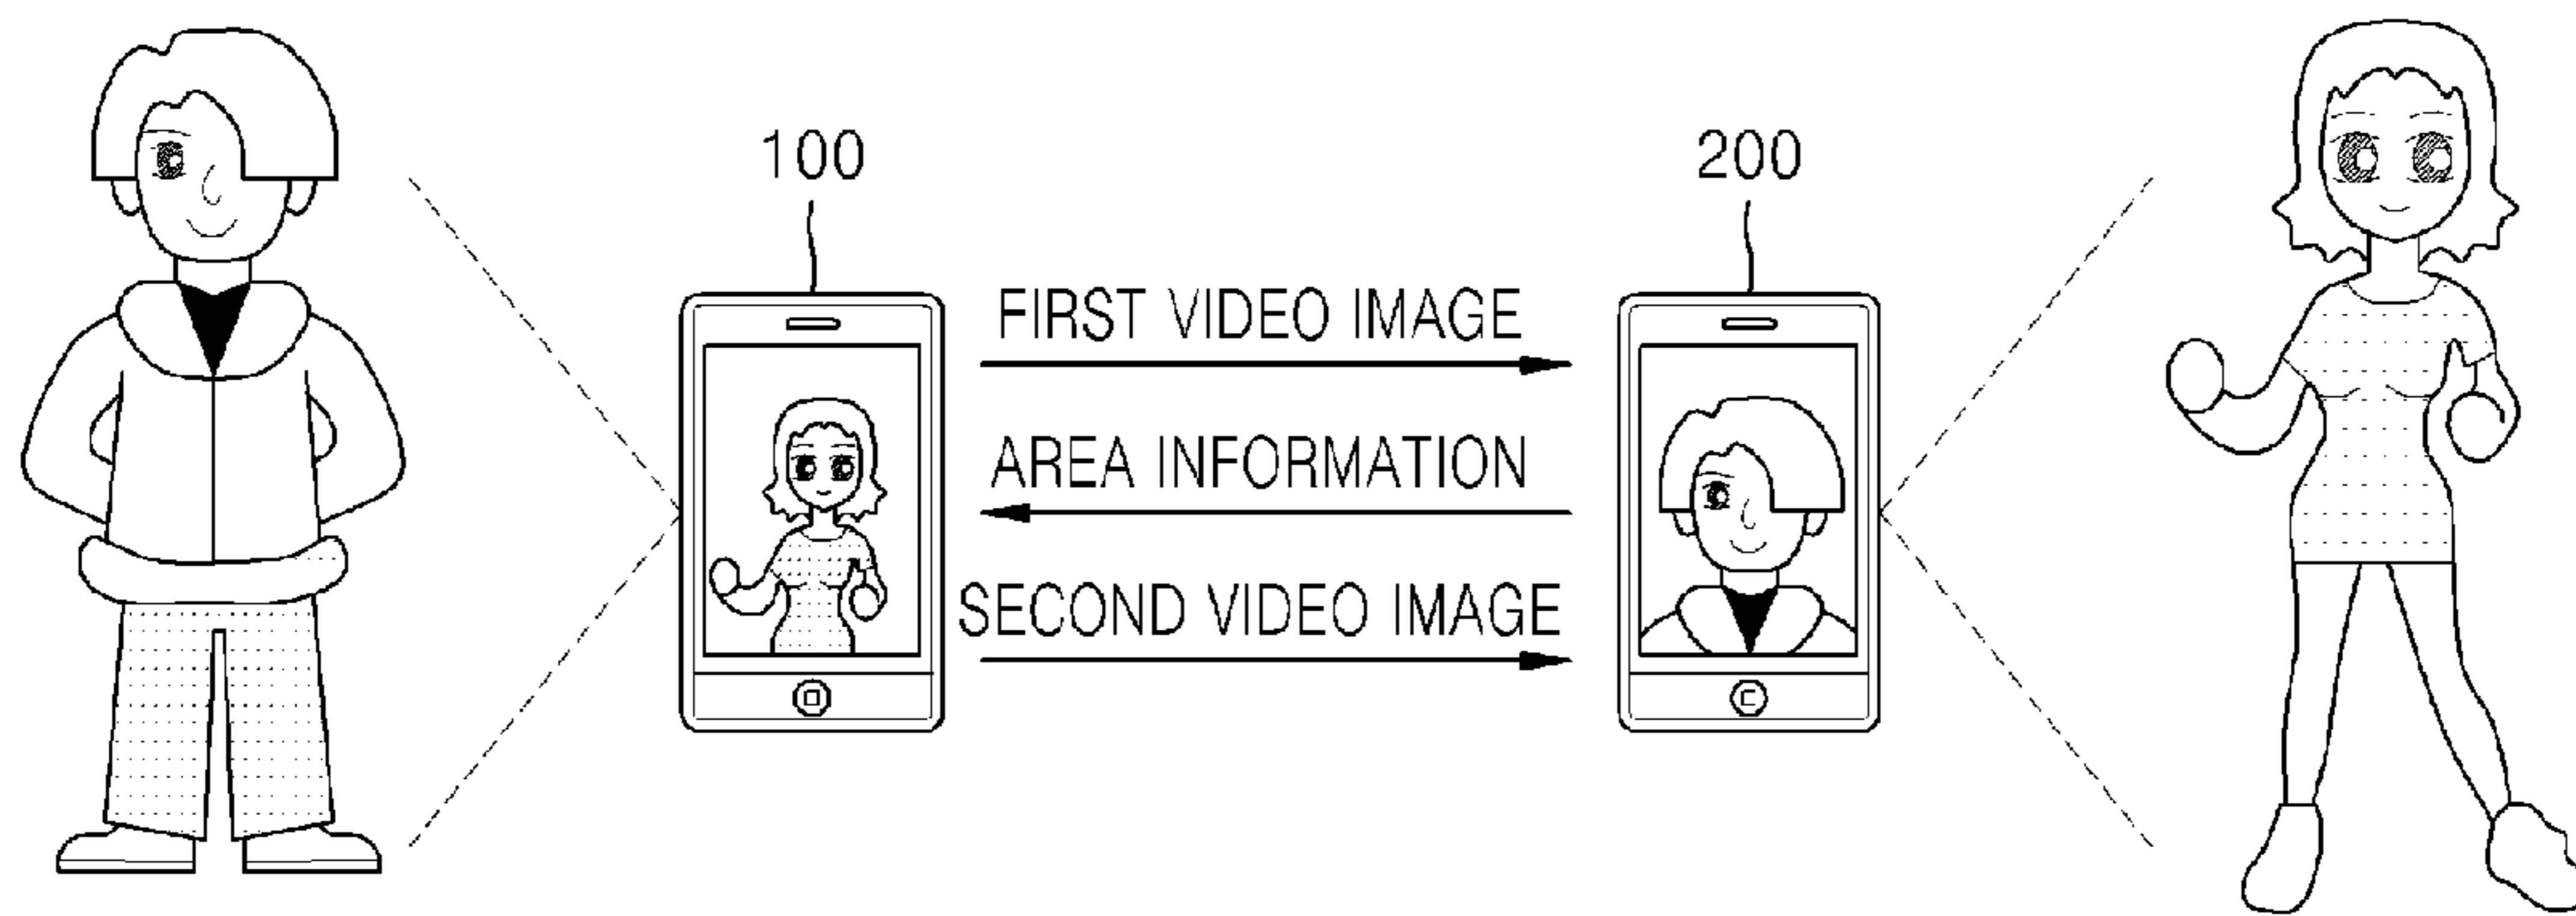 100
200
FIRST VIDEO IMAGE
AREA INFORMATION
SECOND VIDEO IMAGE